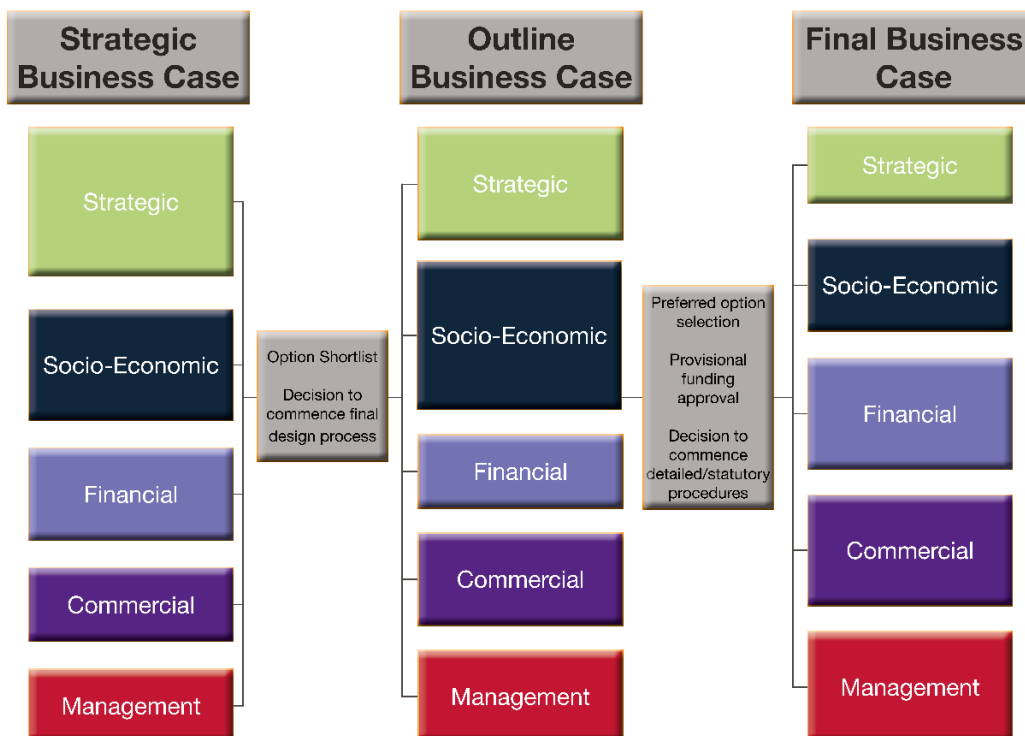 Strategic
Business Case
Strategic
Socio-Economic
Financial
Commercial
Management
Option Shortlist
Decision to
commence final
design process
Outline
Business Case
Strategic
Socio-Economic
Financial
Commercial
Management
Preferred option
selection
Provisional
funding
approval
Decision to
commence
detailed/statutory
procedures
Final Business
Case
Strategic
Socio-Economic
Financial
Commercial
Management